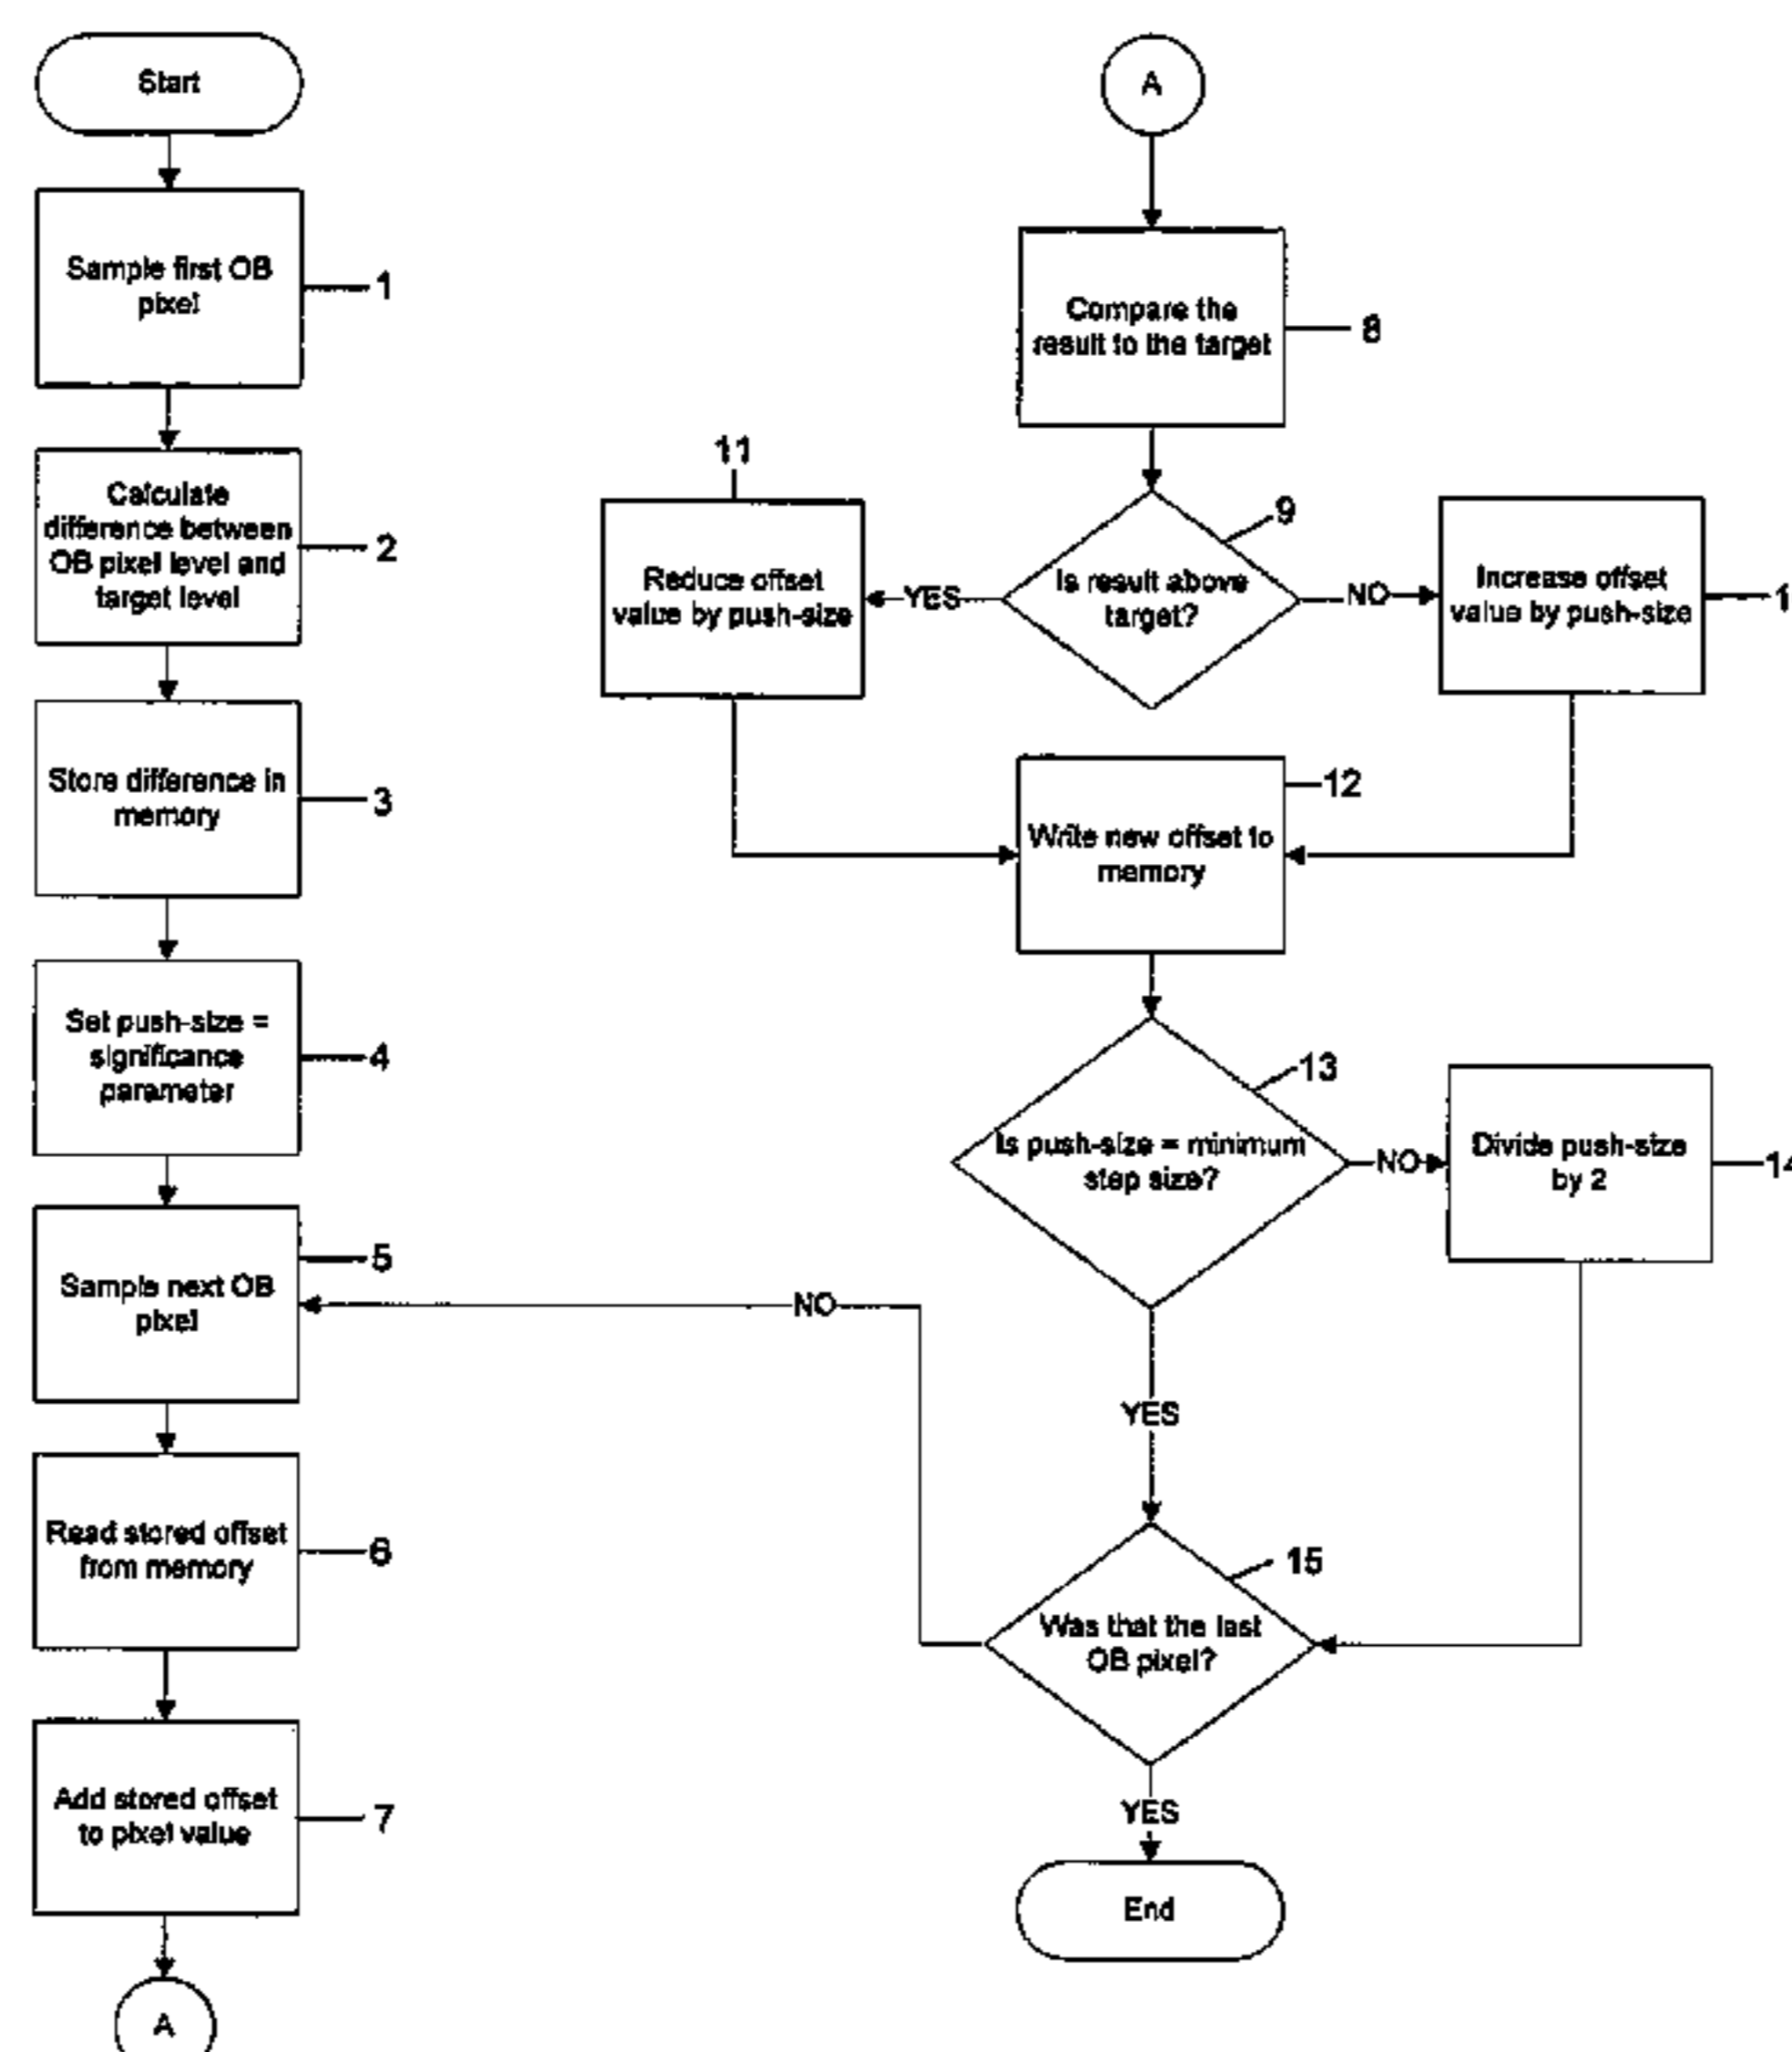 Start
Sample first OB
pixel
1
Calculate
difference between
OB pixel level and
target level
2
Store difference in
memory
3
Set push-size =
significance
parameter
4
Sample next OB
pixel
5
Read stored offset
from memory
6
Add stored offset
to pixel value
7
A
A
Compare the
result to the target
8
Is result above
target?
9
YES
NO
11
Reduce offset
value by push-size
Increase offset
value by push-size
1
Write new offset to
memory
12
Is push-size = minimum
step size?
13
NO
Divide push-size
by 2
14
YES
Was that the last
OB pixel?
15
NO
YES
End